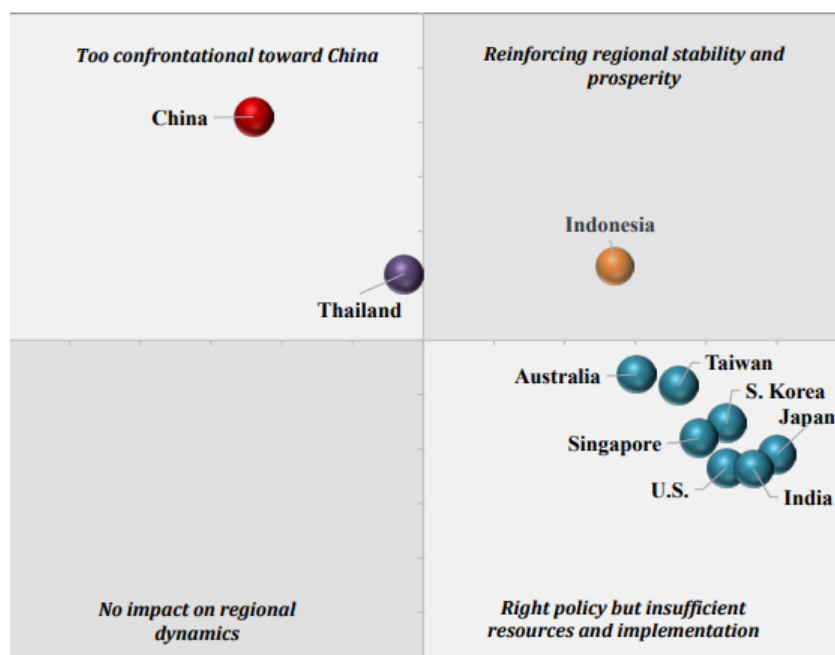 Too confrontational toward China
Reinforcing regional stability and
prosperity
China
Indonesia
Thailand
Australia
Taiwan
S. Korea
Japan
Singapore
U.S.
India
No impact on regional
dynamics
Right policy but insufficient
resources and implementation